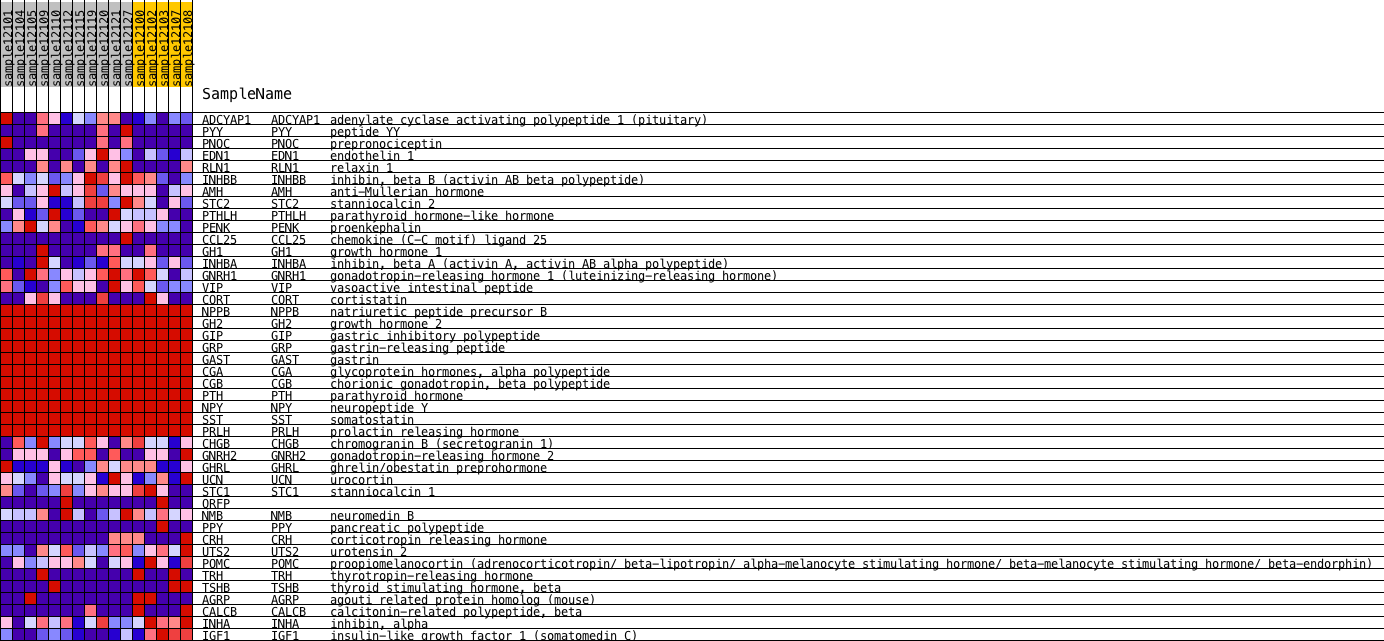 sample12101
sample12104
sample12105
sample12109
sample12110
sample12112
sample12115
sample12119
sample12120
sample12121
sample12127
sample12100
sample12102
sample12103
sample12107
sample12108
SampleName
ADCYAP1 ADCYAP1 adenylate cyclase activating polypeptide 1 (pituitary)
PYY PYY peptide YY
PNOC PNOC prepronociceptin
EDN1 EDN1 endothelin 1
RLN1 RLN1 relaxin 1
INHBB INHBB inhibin, beta B (activin AB beta polypeptide)
AMH AMH anti-Mullerian hormone
STC2 STC2 stanniocalcin 2
PTHLH PTHLH parathyroid hormone-like hormone
PENK PENK proenkephalin
CCL25 CCL25 chemokine (C-C motif) ligand 25
GH1 GH1 growth hormone 1
INHBA INHBA inhibin, beta A (activin A, activin AB alpha polypeptide)
GNRH1 GNRH1 gonadotropin-releasing hormone 1 (luteinizing-releasing hormone)
VIP VIP vasoactive intestinal peptide
CORT CORT cortistatin
NPPB NPPB natriuretic peptide precursor B
GH2 GH2 growth hormone 2
GIP GIP gastric inhibitory polypeptide
GRP GRP gastrin-releasing peptide
GAST GAST gastrin
CGA CGA glycoprotein hormones, alpha polypeptide
CGB CGB chorionic gonadotropin, beta polypeptide
PTH PTH parathyroid hormone
NPY NPY neuropeptide Y
SST SST somatostatin
PRLH PRLH prolactin releasing hormone
CHGB CHGB chromogranin B (secretogranin 1)
GNRH2 GNRH2 gonadotropin-releasing hormone 2
GHRL GHRL ghrelin/obestatin preprohormone
UCN UCN urocortin
STC1 STC1 stanniocalcin 1
QRFP
NMB NMB neuromedin B
PPY PPY pancreatic polypeptide
CRH CRH corticotropin releasing hormone
UTS2 UTS2 urotensin 2
POMC POMC proopiomelanocortin (adrenocorticotropin/ beta-lipotropin/ alpha-melanocyte stimulating hormone/ beta-melanocyte stimulating hormone/ beta-endorphin)
TRH TRH thyrotropin-releasing hormone
TSHB TSHB thyroid stimulating hormone, beta
AGRP AGRP agouti related protein homolog (mouse)
CALCB CALCB calcitonin-related polypeptide, beta
INHA INHA inhibin, alpha
IGF1 IGF1 insulin-like growth factor 1 (somatomedin C)